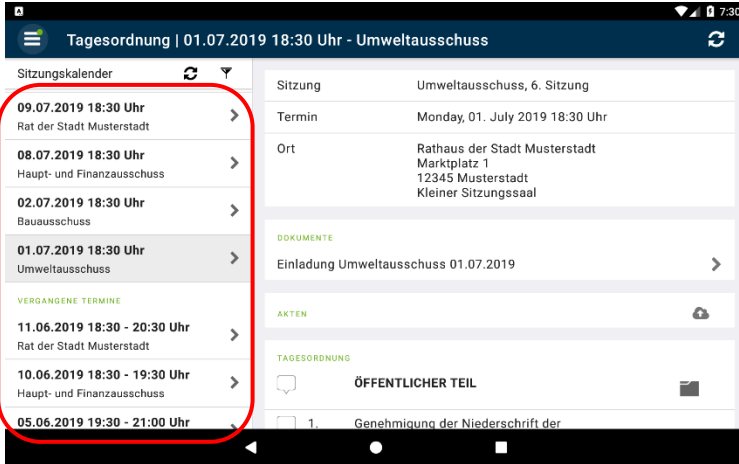 7:30
Tagesordnung | 01.07.2019 18:30 Uhr - Umweltausschuss
Sitzungskalender
09.07.2019 18:30 Uhr
Rat der Stadt Musterstadt
08.07.2019 18:30 Uhr
Haupt- und Finanzausschuss
02.07.2019 18:30 Uhr
Bauausschuss
01.07.2019 18:30 Uhr
Umweltausschuss
VERGANGENE TERMINE
11.06.2019 18:30 - 20:30 Uhr
Rat der Stadt Musterstadt
10.06.2019 18:30 - 19:30 Uhr
Haupt- und Finanzausschuss
05.06.2019 19:30 - 21:00 Uhr
Sitzung Umweltausschuss, 6. Sitzung
Termin Monday, 01. July 2019 18:30 Uhr
Ort Rathaus der Stadt Musterstadt
Marktplatz 1
12345 Musterstadt
Kleiner Sitzungssaal
DOKUMENTE
Einladung Umweltausschuss 01.07.2019
AKTEN
TAGESORDNUNG
ÖFFENTLICHER TEIL
1. Genehmigung der Niederschrift der